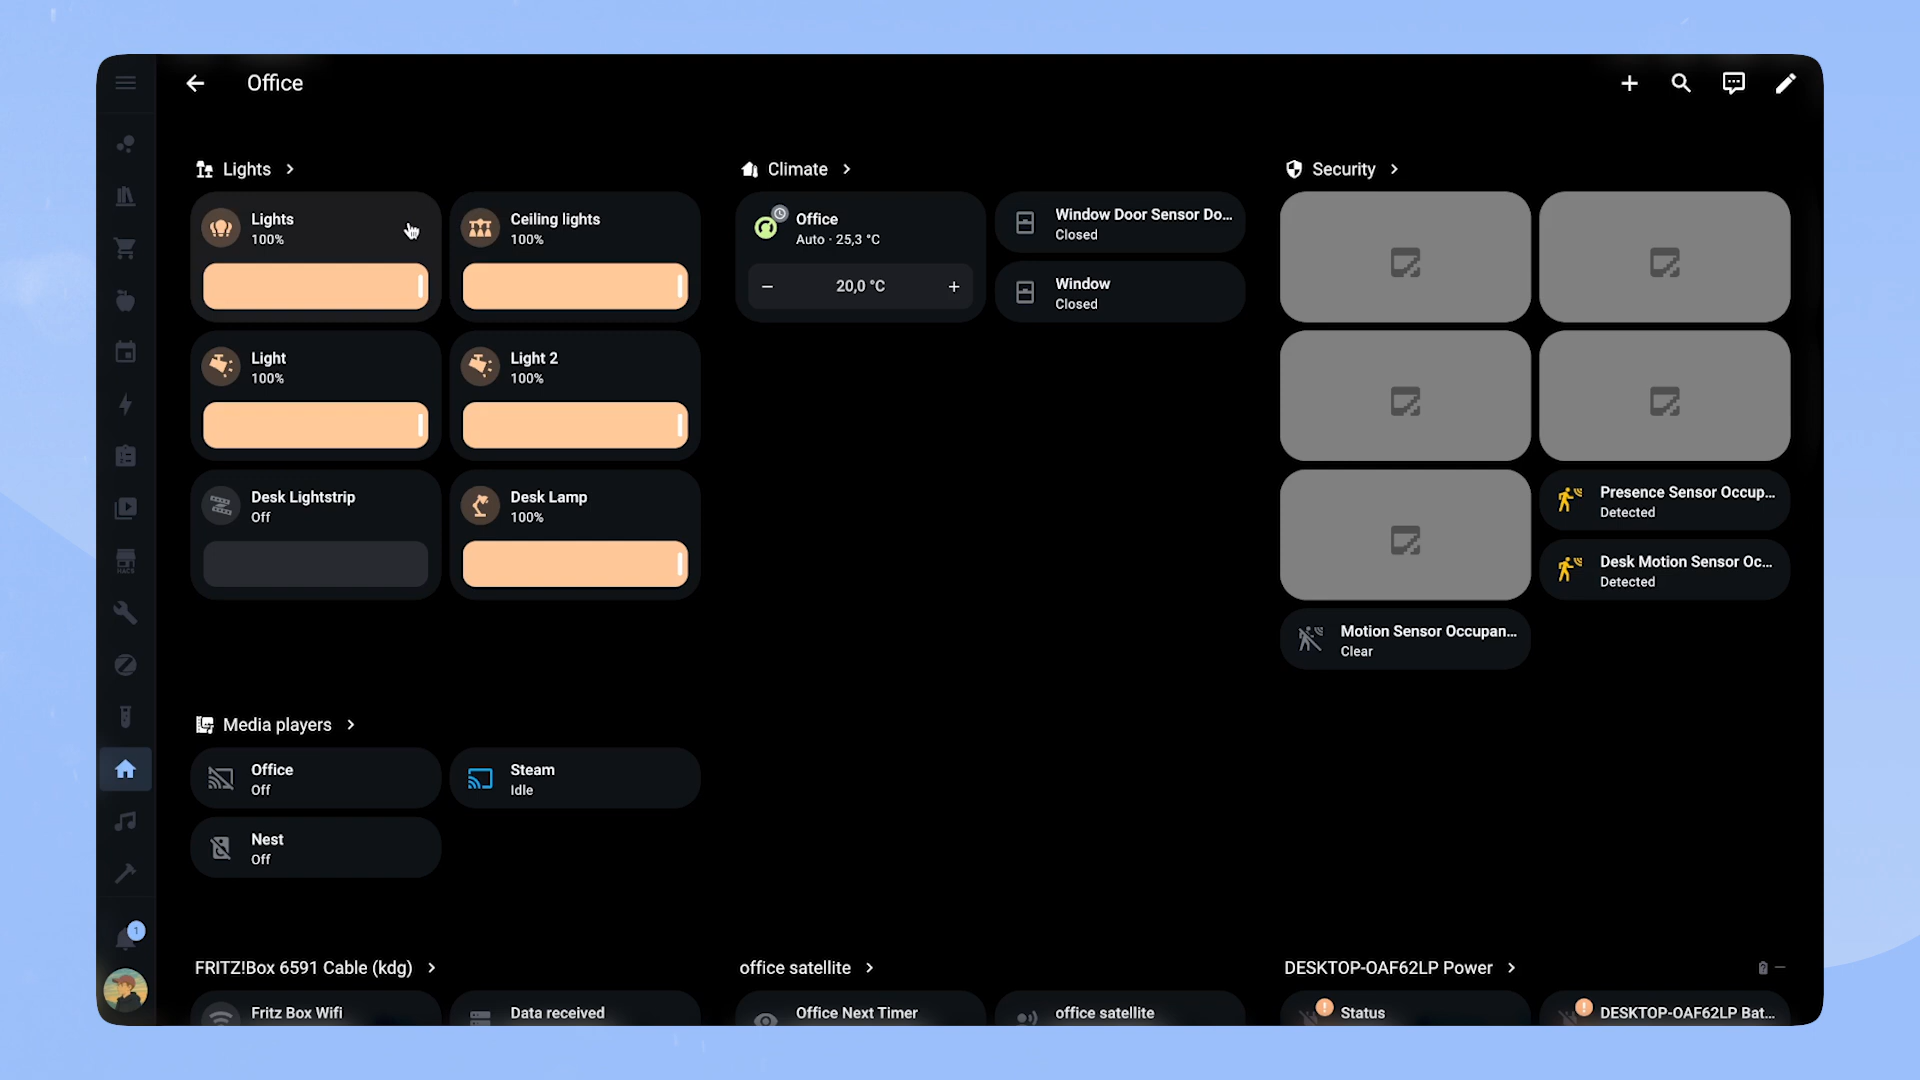 Office
Lights
Lights
100%
Ceiling lights
100%
Light
100%
Light 2
100%
Desk Lightstrip
Off
Desk Lamp
100%
Climate
Office
Auto · 25,3 °C
− 20,0 °C +
Window Door Sensor Do...
Closed
Window
Closed
Security
Presence Sensor Occup...
Detected
Desk Motion Sensor Oc...
Detected
Motion Sensor Occupan...
Clear
Media players
Office
Off
Steam
Idle
Nest
Off
HACS
1
FRITZ!Box 6591 Cable (kdg)
Fritz Box Wifi
Data received
office satellite
Office Next Timer
office satellite
DESKTOP-OAF62LP Power
Status
DESKTOP-OAF62LP Bat...